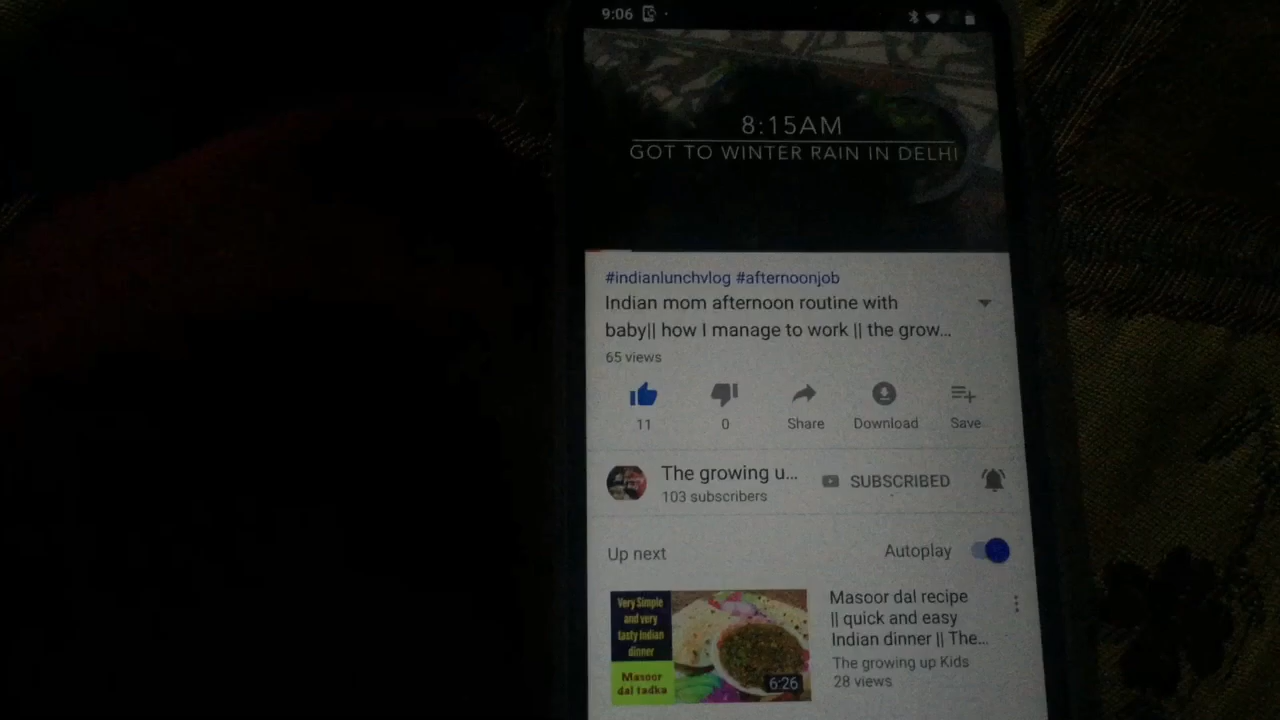 9:06
8:15AM
GOT TO WINTER RAIN IN DELHI
#indianlunchvlog #afternoonjob
Indian mom afternoon routine with
baby|| how I manage to work || the grow...
65 views
11
0
Share
Download
Save
The growing u...
SUBSCRIBED
103 subscribers
Up next
Autoplay
Very Simple
and very
tasty indian
dinner
Masoor
dal tadka
6:26
Masoor dal recipe
|| quick and easy
Indian dinner || The...
The growing up Kids
28 views